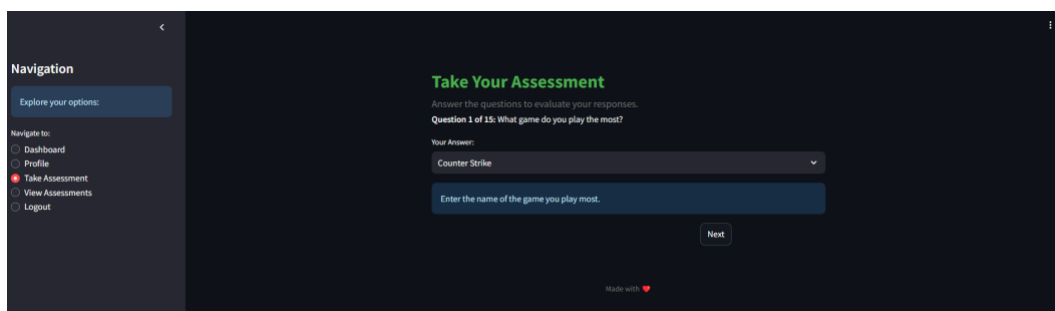 Navigation
Explore your options:
Navigate to:
Dashboard
Profile
Take Assessment
View Assessments
Logout
Take Your Assessment
Answer the questions to evaluate your responses.
Question 1 of 15: What game do you play the most?
Your Answer:
Counter Strike
Enter the name of the game you play most.
Next
Made with ❤️